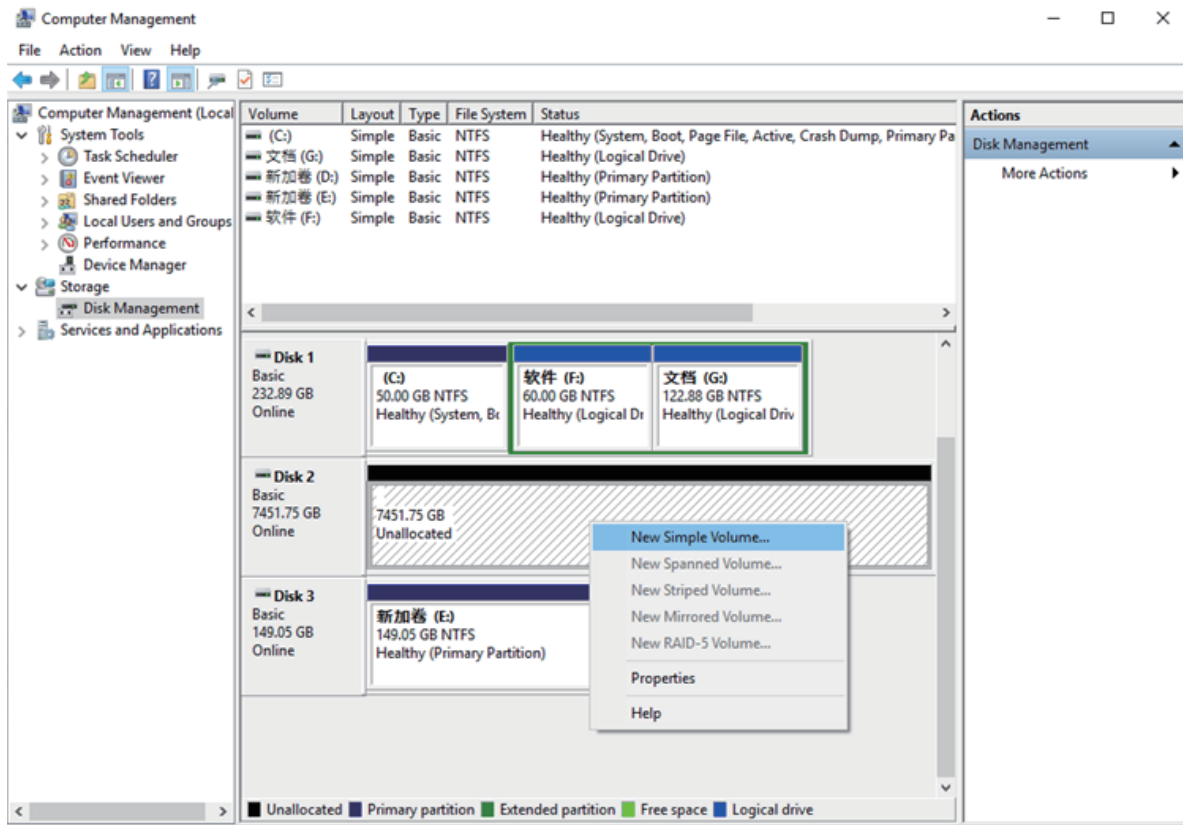 Computer Management
File Action View Help
Computer Management (Local
System Tools
Task Scheduler
Event Viewer
Shared Folders
Local Users and Groups
Performance
Device Manager
Storage
Disk Management
Services and Applications
Volume Layout Type File System Status
(C:) Simple Basic NTFS Healthy (System, Boot, Page File, Active, Crash Dump, Primary Pa
文档 (G:) Simple Basic NTFS Healthy (Logical Drive)
新加卷 (D:) Simple Basic NTFS Healthy (Primary Partition)
新加卷 (E:) Simple Basic NTFS Healthy (Primary Partition)
软件 (F:) Simple Basic NTFS Healthy (Logical Drive)
Disk 1
Basic
232.89 GB
Online
(C:)
50.00 GB NTFS
Healthy (System, Bo
软件 (F:)
60.00 GB NTFS
Healthy (Logical Dr
文档 (G:)
122.88 GB NTFS
Healthy (Logical Driv
Disk 2
Basic
7451.75 GB
Online
7451.75 GB
Unallocated
Disk 3
Basic
149.05 GB
Online
新加卷 (E:)
149.05 GB NTFS
Healthy (Primary Partition)
New Simple Volume...
New Spanned Volume...
New Striped Volume...
New Mirrored Volume...
New RAID-5 Volume...
Properties
Help
Unallocated Primary partition Extended partition Free space Logical drive
Actions
Disk Management
More Actions